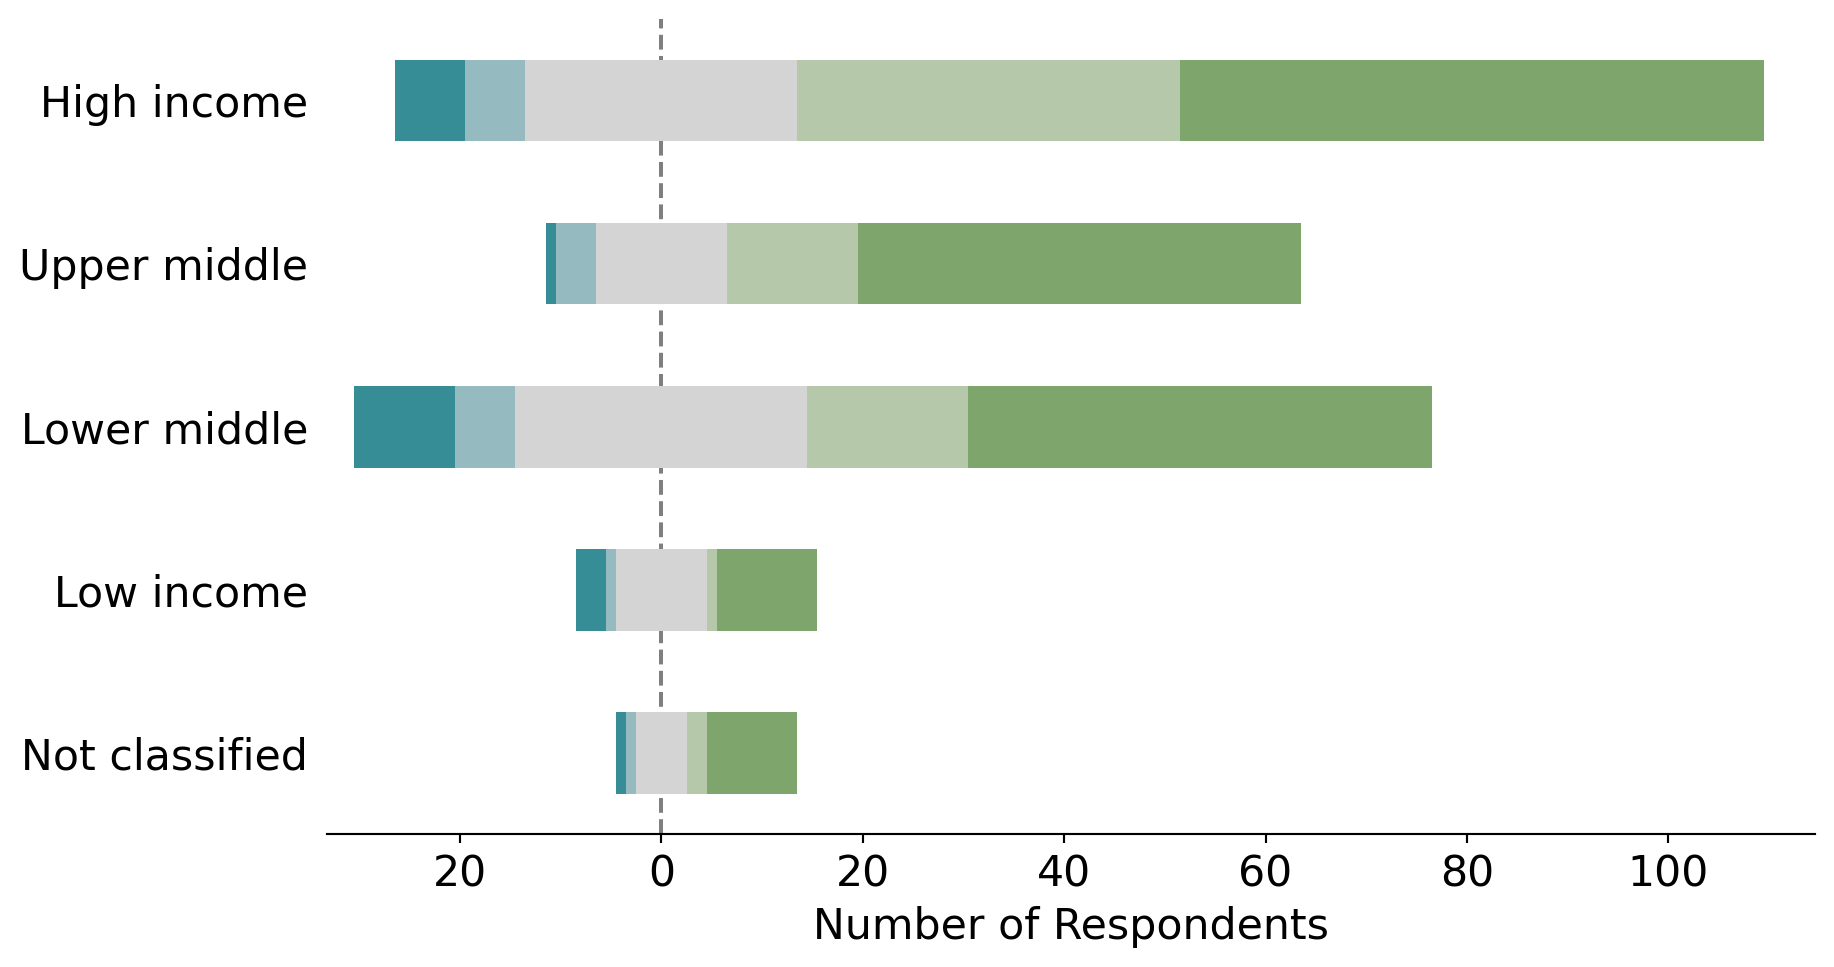 High income
Upper middle
Lower middle
Low income
Not classified
20 0 20 40 60 80 100
Number of Respondents